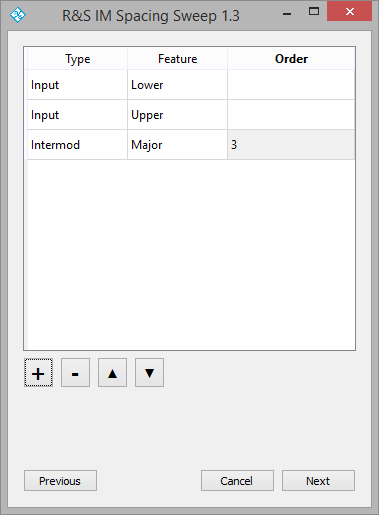 R&S IM Spacing Sweep 1.3
Type Feature Order
Input Lower
Input Upper
Intermod Major 3
+ - ▲ ▼
Previous Cancel Next